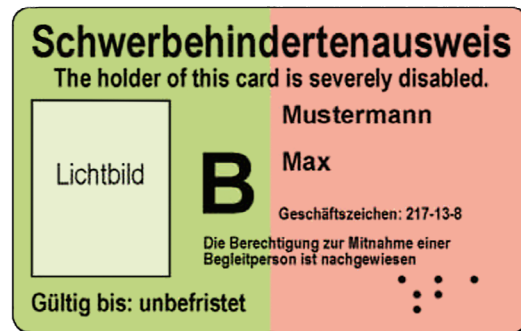 Schwerbehindertenausweis
The holder of this card is severely disabled.
Lichtbild
B
Mustermann
Max
Geschäftszeichen: 217-13-8
Die Berechtigung zur Mitnahme einer
Begleitperson ist nachgewiesen
Gültig bis: unbefristet